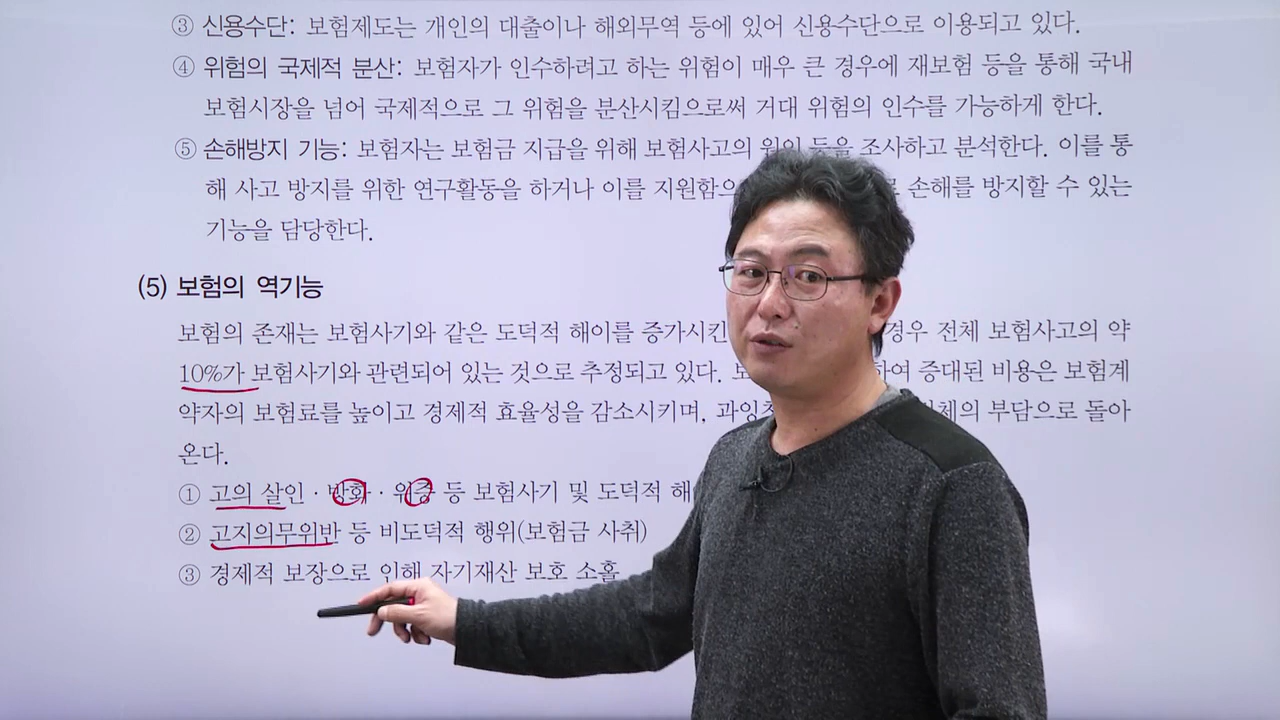 ③ 신용수단: 보험제도는 개인의 대출이나 해외무역 등에 있어 신용수단으로 이용되고 있다.
④ 위험의 국제적 분산: 보험자가 인수하려고 하는 위험이 매우 큰 경우에 재보험 등을 통해 국내
보험시장을 넘어 국제적으로 그 위험을 분산시킴으로써 거대 위험의 인수를 가능하게 한다.
⑤ 손해방지 기능: 보험자는 보험금 지급을 위해 보험사고의 원인 등을 조사하고 분석한다. 이를 통
해 사고 방지를 위한 연구활동을 하거나 이를 지원함으 손해를 방지할 수 있는
기능을 담당한다.
(5) 보험의 역기능
보험의 존재는 보험사기와 같은 도덕적 해이를 증가시킨 경우 전체 보험사고의 약
10%가 보험사기와 관련되어 있는 것으로 추정되고 있다. 하여 증대된 비용은 보험계
약자의 보험료를 높이고 경제적 효율성을 감소시키며, 부담으로 돌아
온다.
① 고의 살인 · 방화 · 위증 등 보험사기 및 도덕적 해
② 고지의무위반 등 비도덕적 행위(보험금 사취)
③ 경제적 보장으로 인해 자기재산 보호 소홀